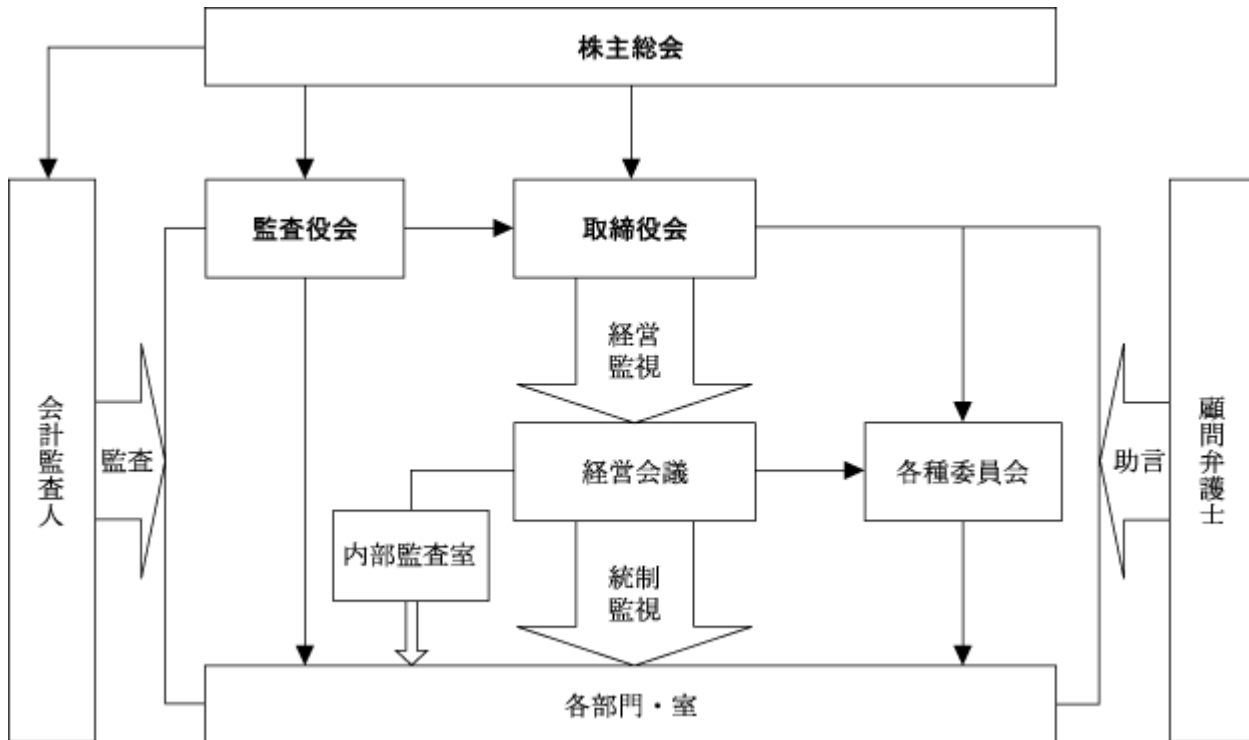 株主総会
監査役会
取締役会
経営
監視
会計監査人
監査
経営会議
各種委員会
助言
顧問弁護士
内部監査室
統制
監視
各部門・室